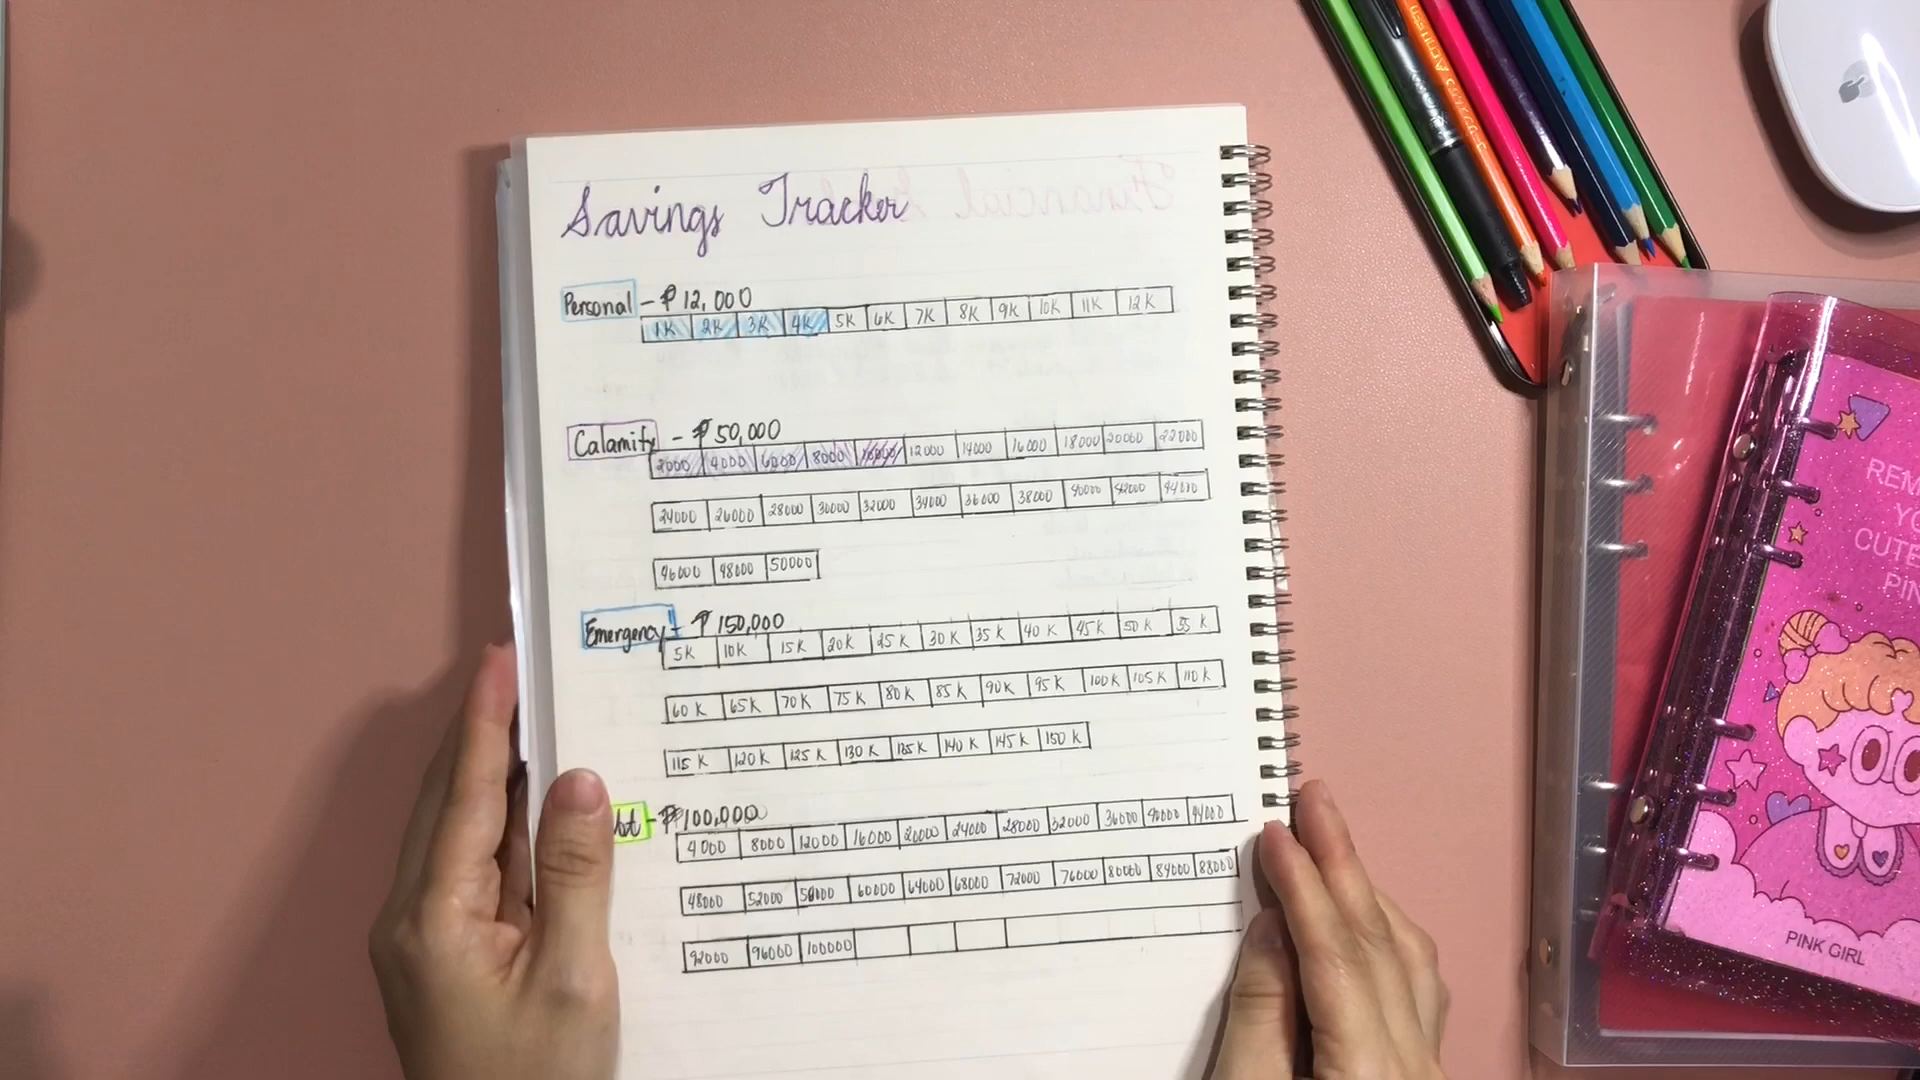 Savings Tracker
Personal - ₱ 12,000
1K 2K 3K 4K 5K 6K 7K 8K 9K 10K 11K 12K
Calamity - ₱ 50,000
2000 4000 6000 8000 10000 12000 14000 16000 18000 20000 22000
24000 26000 28000 30000 32000 34000 36000 38000 40000 42000 44000
46000 48000 50000
Emergency - ₱ 150,000
5K 10K 15K 20K 25K 30K 35K 40K 45K 50K 55K
60K 65K 70K 75K 80K 85K 90K 95K 100K 105K 110K
115K 120K 125K 130K 135K 140K 145K 150K
- ₱100,000
4000 8000 12000 16000 20000 24000 28000 32000 36000 40000 44000
48000 52000 56000 60000 64000 68000 72000 76000 80000 84000 88000
92000 96000 100000
PINK GIRL